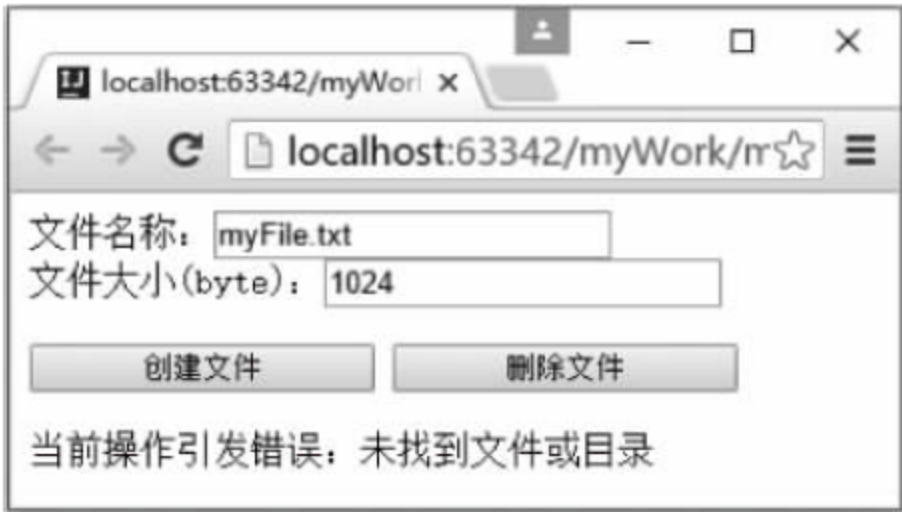 localhost:63342/myWorl
localhost:63342/myWork/m
文件名称：myFile.txt
文件大小(byte)：1024
创建文件
删除文件
当前操作引发错误：未找到文件或目录